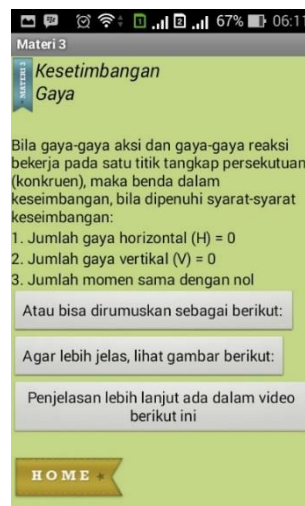 67% 06:11
Materi 3
MATERI 3
Kesetimbangan
Gaya
Bila gaya-gaya aksi dan gaya-gaya reaksi
bekerja pada satu titik tangkap persekutuan
(konkruen), maka benda dalam
keseimbangan, bila dipenuhi syarat-syarat
keseimbangan:
1. Jumlah gaya horizontal (H) = 0
2. Jumlah gaya vertikal (V) = 0
3. Jumlah momen sama dengan nol
Atau bisa dirumuskan sebagai berikut:
Agar lebih jelas, lihat gambar berikut:
Penjelasan lebih lanjut ada dalam video
berikut ini
HOME